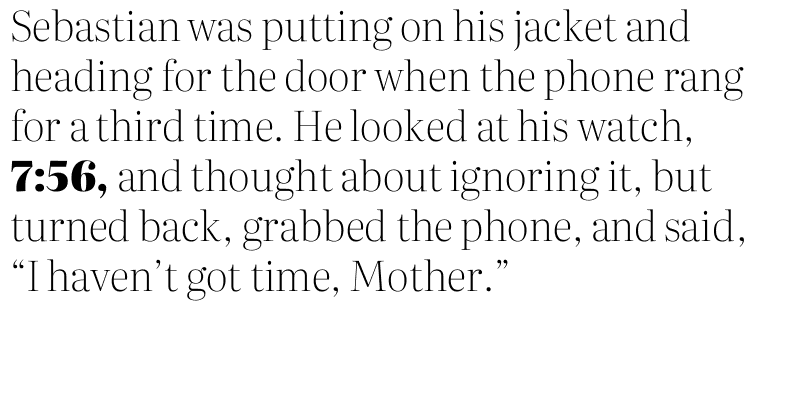 Sebastian was putting on his jacket and
heading for the door when the phone rang
for a third time. He looked at his watch,
7:56, and thought about ignoring it, but
turned back, grabbed the phone, and said,
“I haven’t got time, Mother.”